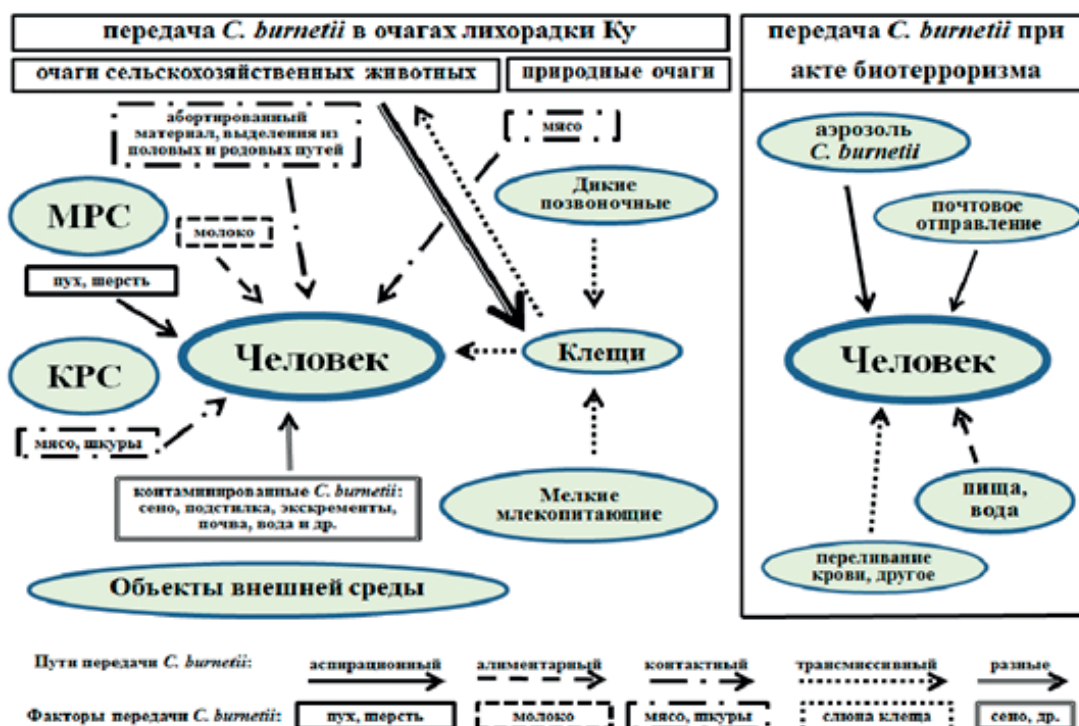 передача C. burnetii в очагах лихорадки Ку
очаги сельскохозяйственных животных
природные очаги
абортированный
материал, выделения из
половых и родовых путей
мясо
МРС
молоко
Дикие
позвоночные
пух, шерсть
Человек
Клещи
КРС
мясо, шкуры
контаминированные C. burnetii:
сено, подстилка, экскременты,
почва, вода и др.
Мелкие
млекопитающие
Объекты внешней среды
передача C. burnetii при
акте биотерроризма
аэрозоль
C. burnetii
почтовое
отправление
Человек
пища,
вода
переливание
крови, другое
Пути передачи C. burnetii:
аспирационный
алиментарный
контактный
трансмиссивный
разные
Факторы передачи C. burnetii:
пух, шерсть
молоко
мясо, шкуры
слюна клеща
сено, др.